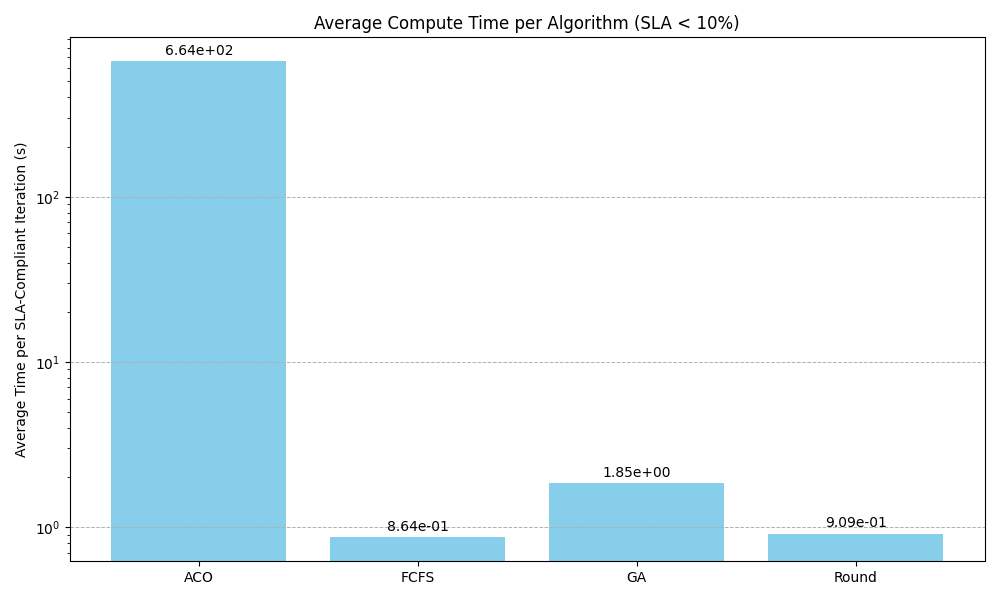 Average Compute Time per Algorithm (SLA < 10%)
Average Time per SLA-Compliant Iteration (s)
10²
10¹
10⁰
6.64e+02
8.64e-01
1.85e+00
9.09e-01
ACO
FCFS
GA
Round